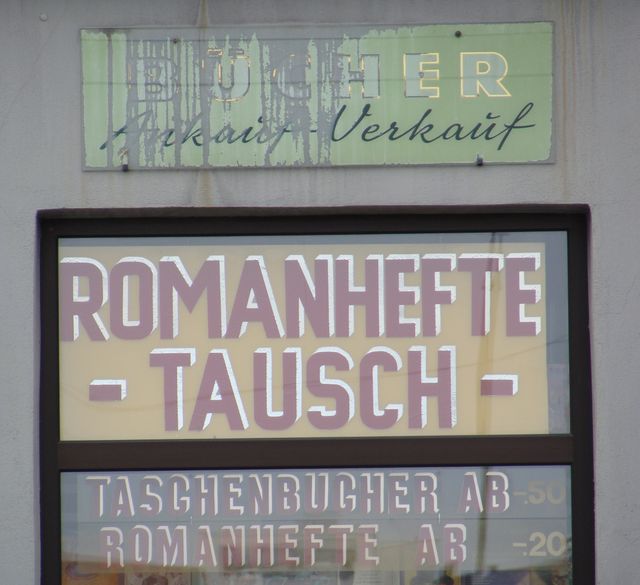 BÜCHER
Ankauf-Verkauf
ROMANHEFTE
- TAUSCH -
TASCHENBUCHER AB -.50
ROMANHEFTE AB -.20